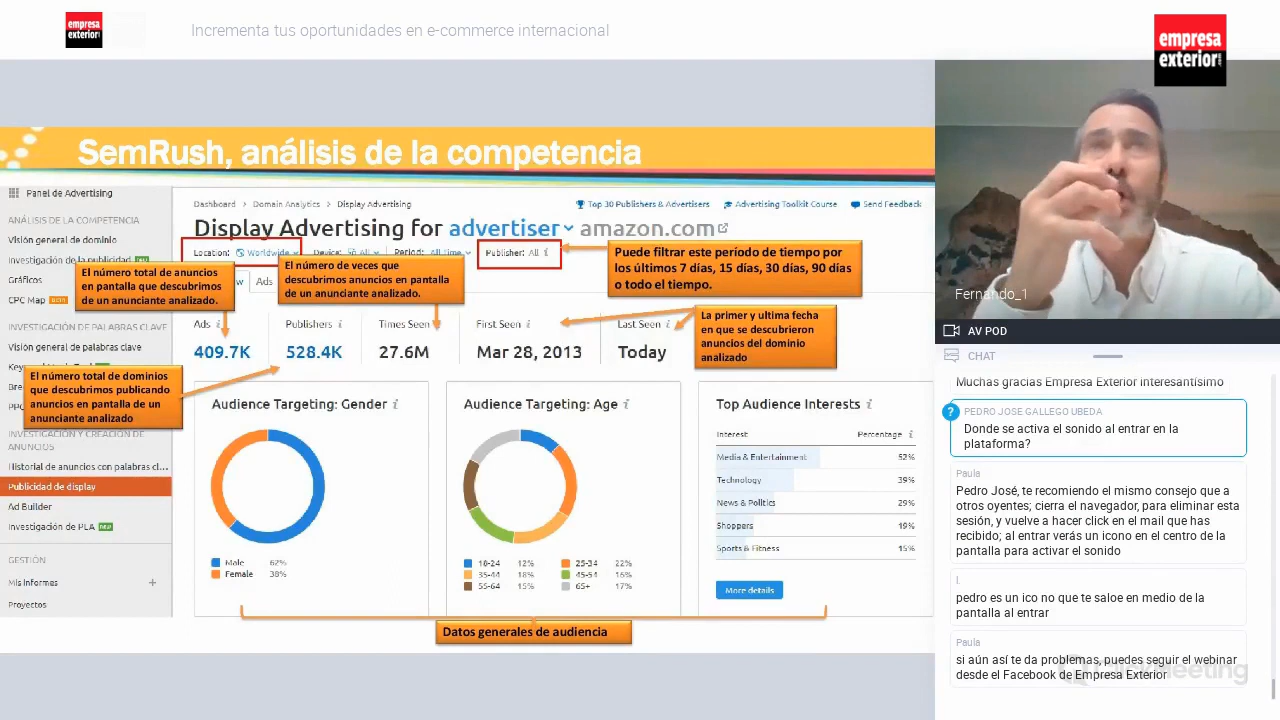 empresa
exterior
Incrementa tus oportunidades en e-commerce internacional
empresa
exterior
SemRush, análisis de la competencia
Panel de Advertising
ANÁLISIS DE LA COMPETENCIA
Visión general de dominio
Investigación de la publicidad
Gráficos
CPC Map
INVESTIGACIÓN DE PALABRAS CLAVE
Visión general de palabras clave
INVESTIGACIÓN Y CREACIÓN DE
ANUNCIOS
Historial de anuncios con palabras cl...
Publicidad de display
Ad Builder
Investigación de PLA
GESTIÓN
Mis informes +
Proyectos
Dashboard > Domain Analytics > Display Advertising
Top 30 Publishers & Advertisers
Advertising Toolkit Course
Send Feedback
Display Advertising for advertiser amazon.com
Location: Worldwide
Device: All
Period: All Time
Publisher: All i
Ads
El número total de anuncios
en pantalla que descubrimos
de un anunciante analizado.
El número de veces que
descubrimos anuncios en pantalla
de un anunciante analizado.
Puede filtrar este período de tiempo por
los últimos 7 días, 15 días, 30 días, 90 días
o todo el tiempo.
La primer y ultima fecha
en que se descubrieron
anuncios del dominio
analizado
El número total de dominios
que descubrimos publicando
anuncios en pantalla de un
anunciante analizado
Ads i
409.7K
Publishers i
528.4K
Times Seen i
27.6M
First Seen i
Mar 28, 2013
Last Seen i
Today
Audience Targeting: Gender i
Male 62%
Female 38%
Audience Targeting: Age i
18-24 12% 25-34 22%
35-44 18% 45-54 16%
55-64 15% 65+ 17%
Top Audience Interests i
Interest Percentage i
Media & Entertainment 52%
Technology 39%
News & Politics 29%
Shoppers 19%
Sports & Fitness 15%
More details
Datos generales de audiencia
Fernando_1
AV POD
CHAT
Muchas gracias Empresa Exterior interesantísimo
? PEDRO JOSE GALLEGO UBEDA
Donde se activa el sonido al entrar en la
plataforma?
Paula
Pedro José, te recomiendo el mismo consejo que a
otros oyentes; cierra el navegador, para eliminar esta
sesión, y vuelve a hacer click en el mail que has
recibido; al entrar verás un icono en el centro de la
pantalla para activar el sonido
pedro es un ico no que te saloe en medio de la
pantalla al entrar
Paula
si aún así te da problemas, puedes seguir el webinar
desde el Facebook de Empresa Exterior
ClickMeeting